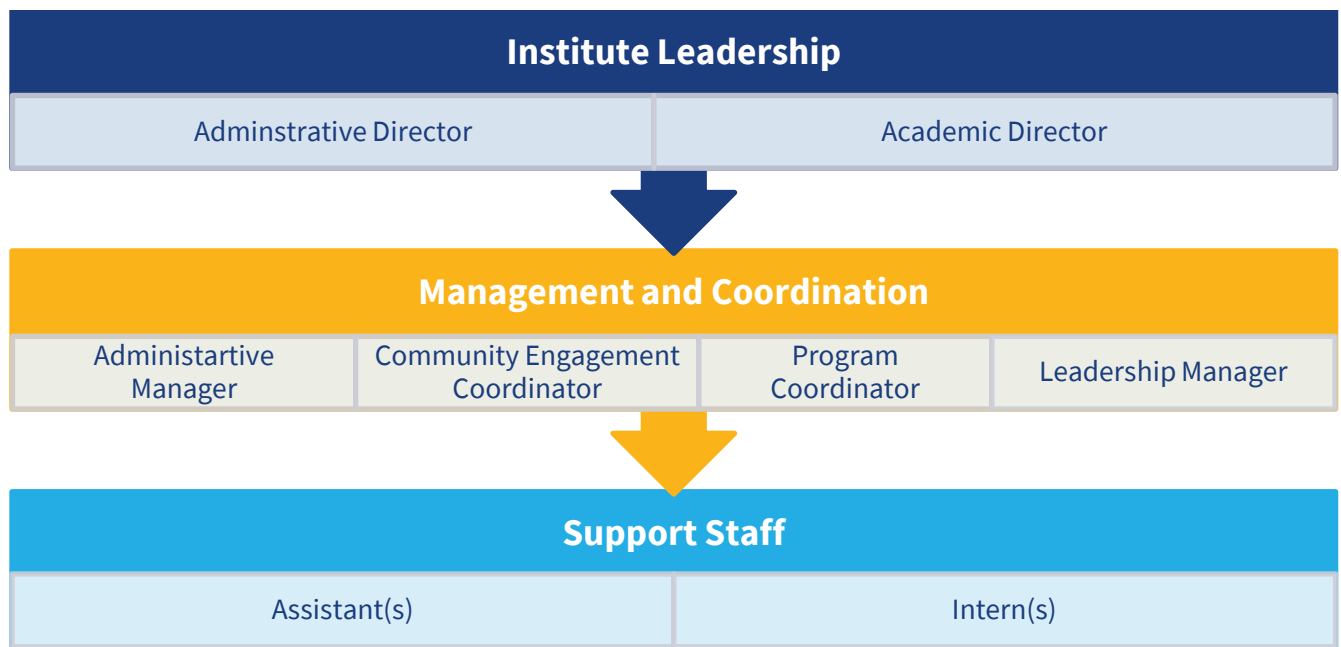 Institute Leadership
Adminstrative Director
Academic Director
Management and Coordination
Administartive
Manager
Community Engagement
Coordinator
Program
Coordinator
Leadership Manager
Support Staff
Assistant(s)
Intern(s)